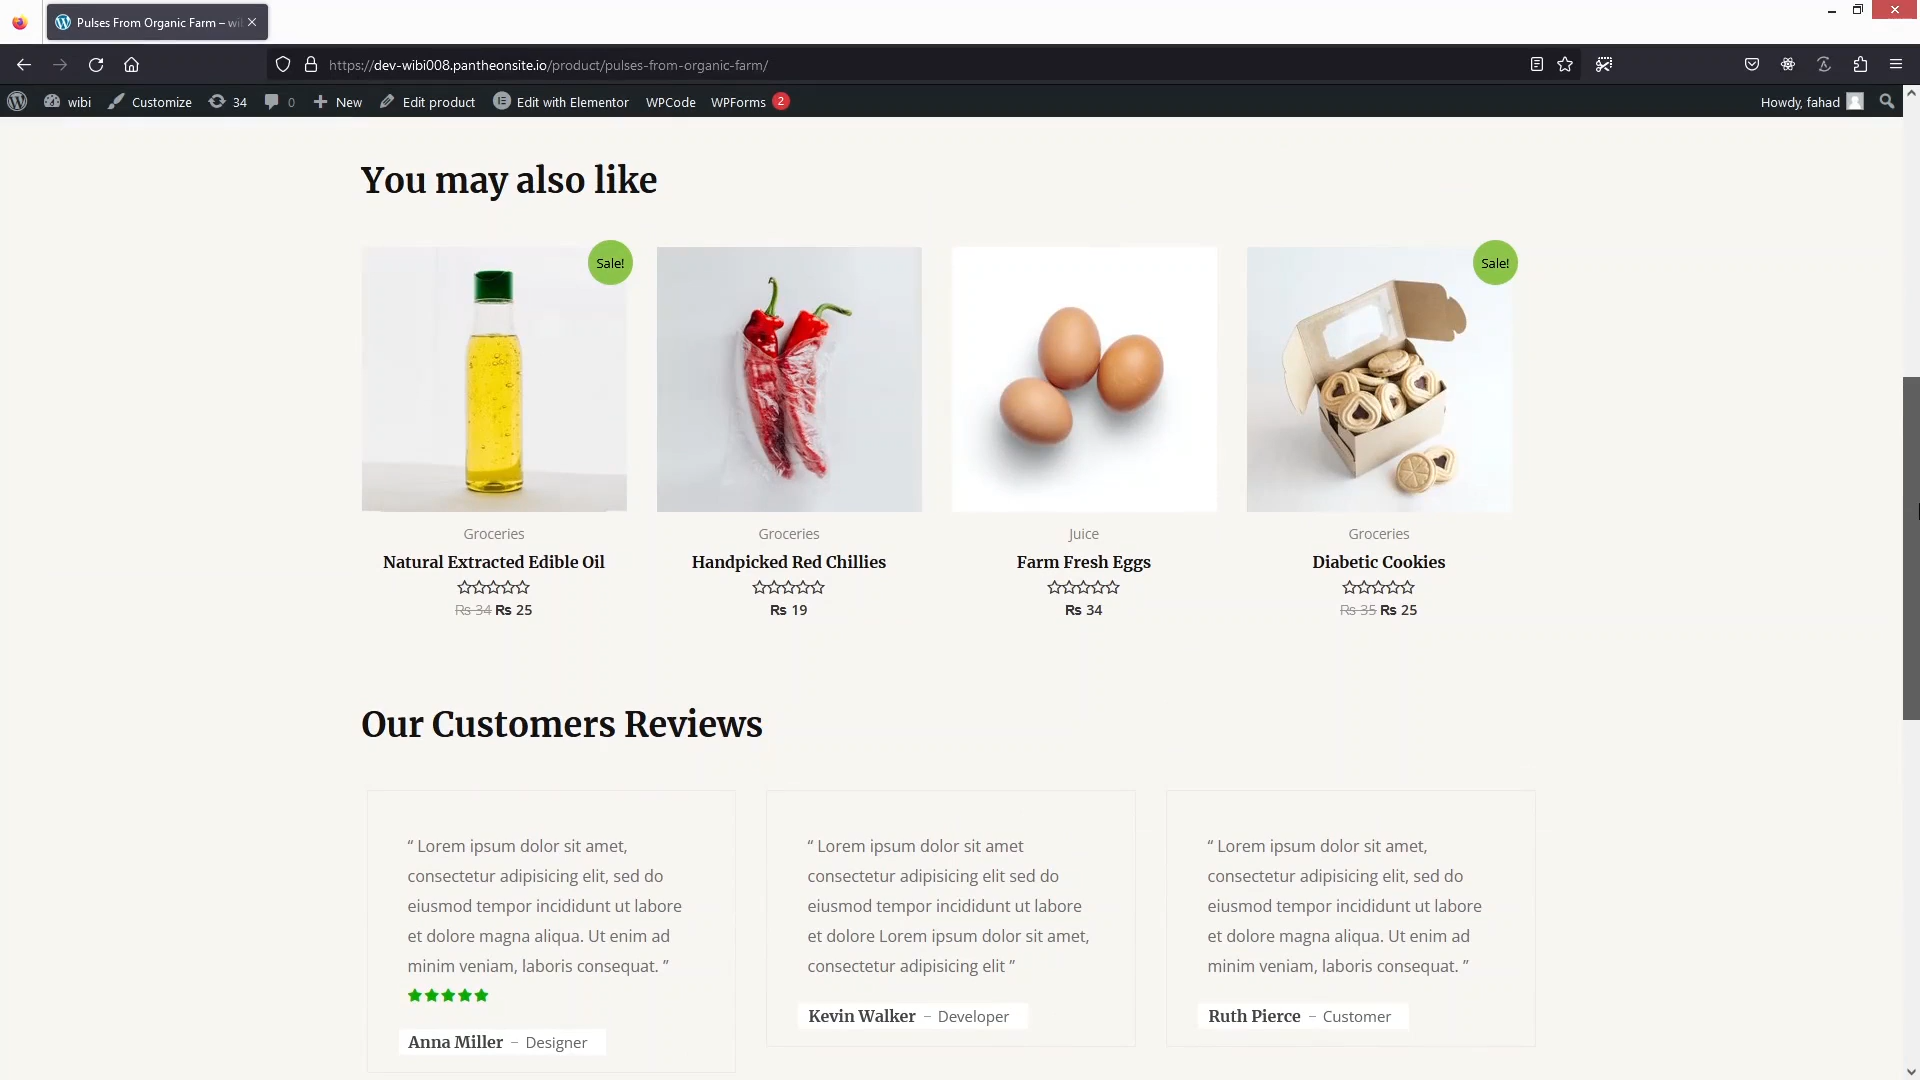 Pulses From Organic Farm – wi
https://dev-wibi008.pantheonsite.io/product/pulses-from-organic-farm/
wibi Customize 34 0 New Edit product Edit with Elementor WPCode WPForms 2 Howdy, fahad
You may also like
Sale! Sale!
Groceries Groceries Juice Groceries
Natural Extracted Edible Oil Handpicked Red Chillies Farm Fresh Eggs Diabetic Cookies
₨ 34 ₨ 25 ₨ 19 ₨ 34 ₨ 35 ₨ 25
Our Customers Reviews
“ Lorem ipsum dolor sit amet,
consectetur adipisicing elit, sed do
eiusmod tempor incididunt ut labore
et dolore magna aliqua. Ut enim ad
minim veniam, laboris consequat. ”
Anna Miller – Designer
“ Lorem ipsum dolor sit amet
consectetur adipisicing elit sed do
eiusmod tempor incididunt ut labore
et dolore Lorem ipsum dolor sit amet,
consectetur adipisicing elit ”
Kevin Walker – Developer
“ Lorem ipsum dolor sit amet,
consectetur adipisicing elit, sed do
eiusmod tempor incididunt ut labore
et dolore magna aliqua. Ut enim ad
minim veniam, laboris consequat. ”
Ruth Pierce – Customer